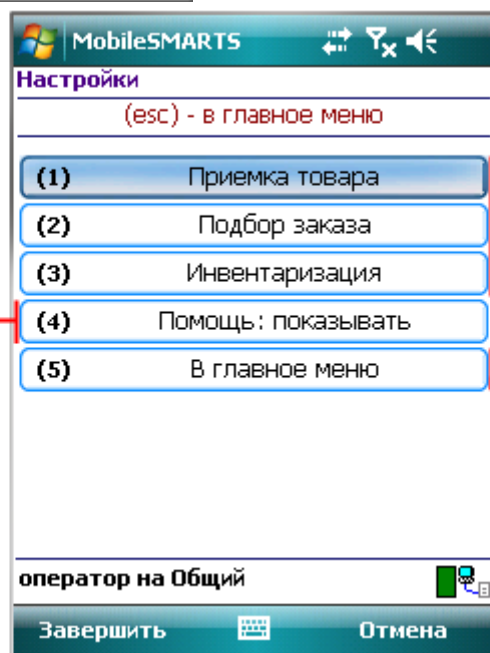 MobileSMARTS
Настройки
(esc) - в главное меню
(1) Приемка товара
(2) Подбор заказа
(3) Инвентаризация
(4) Помощь: показывать
(5) В главное меню
оператор на Общий
Завершить Отмена